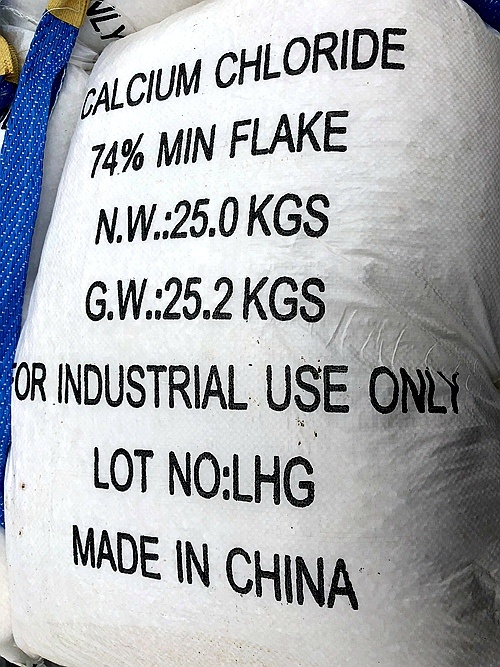 NLY
CALCIUM CHLORIDE
74% MIN FLAKE
N.W.:25.0 KGS
G.W.:25.2 KGS
FOR INDUSTRIAL USE ONLY
LOT NO:LHG
MADE IN CHINA